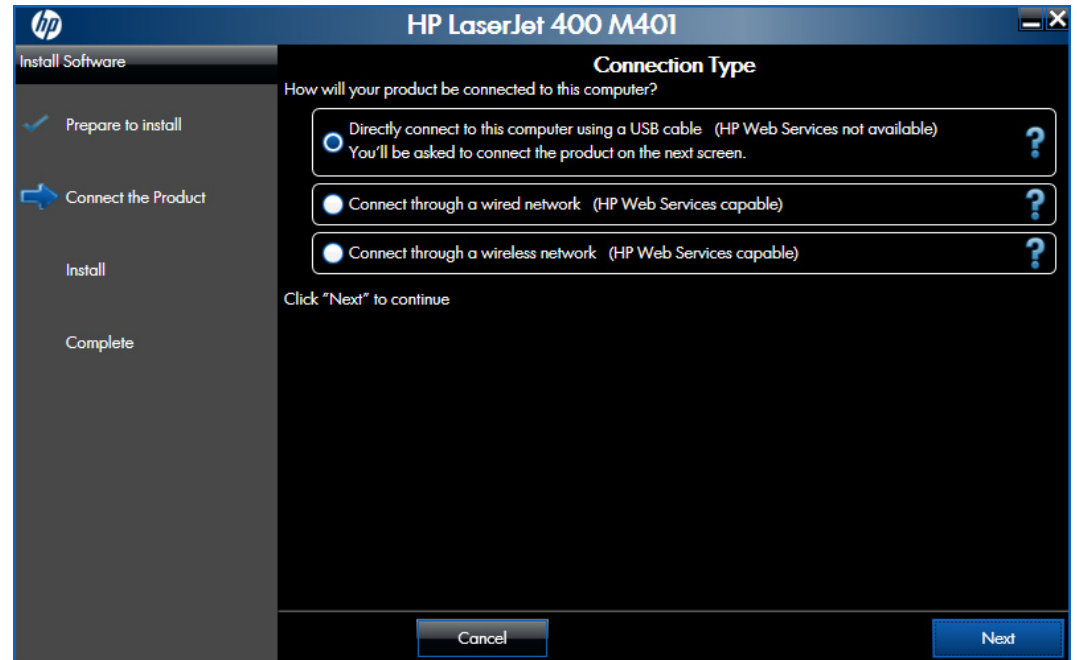 hp
HP LaserJet 400 M401
Install Software
Prepare to install
Connect the Product
Install
Complete
Connection Type
How will your product be connected to this computer?
Directly connect to this computer using a USB cable (HP Web Services not available)
You'll be asked to connect the product on the next screen.
?
Connect through a wired network (HP Web Services capable)
?
Connect through a wireless network (HP Web Services capable)
?
Click "Next" to continue
Cancel
Next